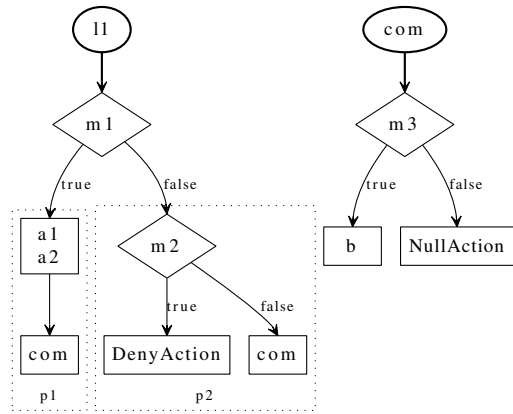 l1
com
m1
m3
true
false
true
false
a1
a2
m2
b
NullAction
true
false
com
DenyAction
com
p1
p2